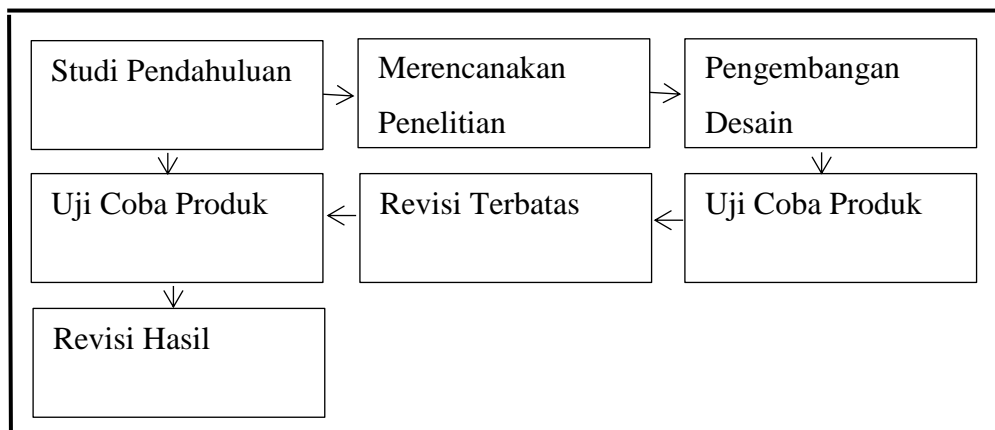 Studi Pendahuluan
Merencanakan
Penelitian
Pengembangan
Desain
Uji Coba Produk
Revisi Terbatas
Uji Coba Produk
Revisi Hasil